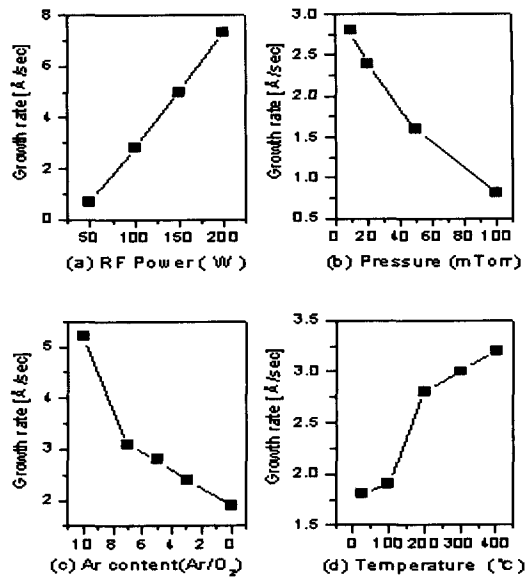 Growth rate [Å/sec]
8
6
4
2
0
50 100 150 200
(a) RF Power ( W )
Growth rate [Å/sec]
3.0
2.5
2.0
1.5
1.0
0.5
0 20 40 60 80 100
(b) Pressure (mTorr)
Growth rate [Å/sec]
5
4
3
2
10 8 6 4 2 0
(c) Ar content(Ar/O2)
Growth rate [Å/sec]
3.5
3.0
2.5
2.0
1.5
0 100 200 300 400
(d) Temperature (℃)